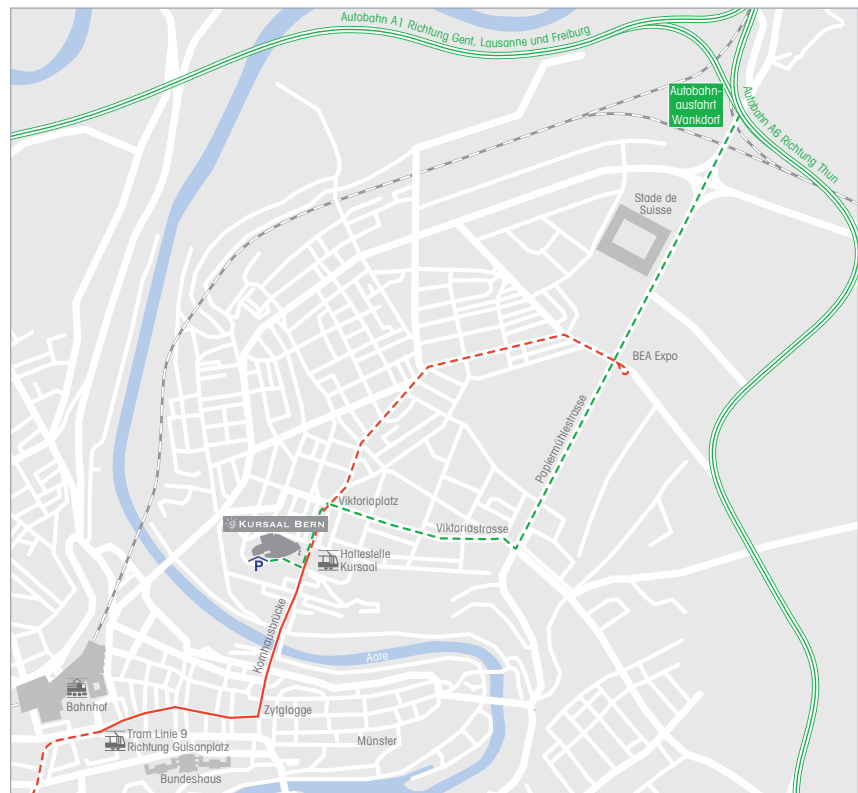 Autobahn A1 Richtung Genf, Lausanne und Freiburg
Autobahn-
ausfahrt
Wankdorf
Autobahn A6 Richtung Thun
Stade de
Suisse
BEA Expo
Papiermühlestrasse
Viktoriaplatz
KURSAAL BERN
Viktoriastrasse
Haltestelle
Kursaal
P
Kornhausbrücke
Aare
Bahnhof
Zytglogge
Tram Linie 9
Richtung Guisanplatz
Münster
Bundeshaus